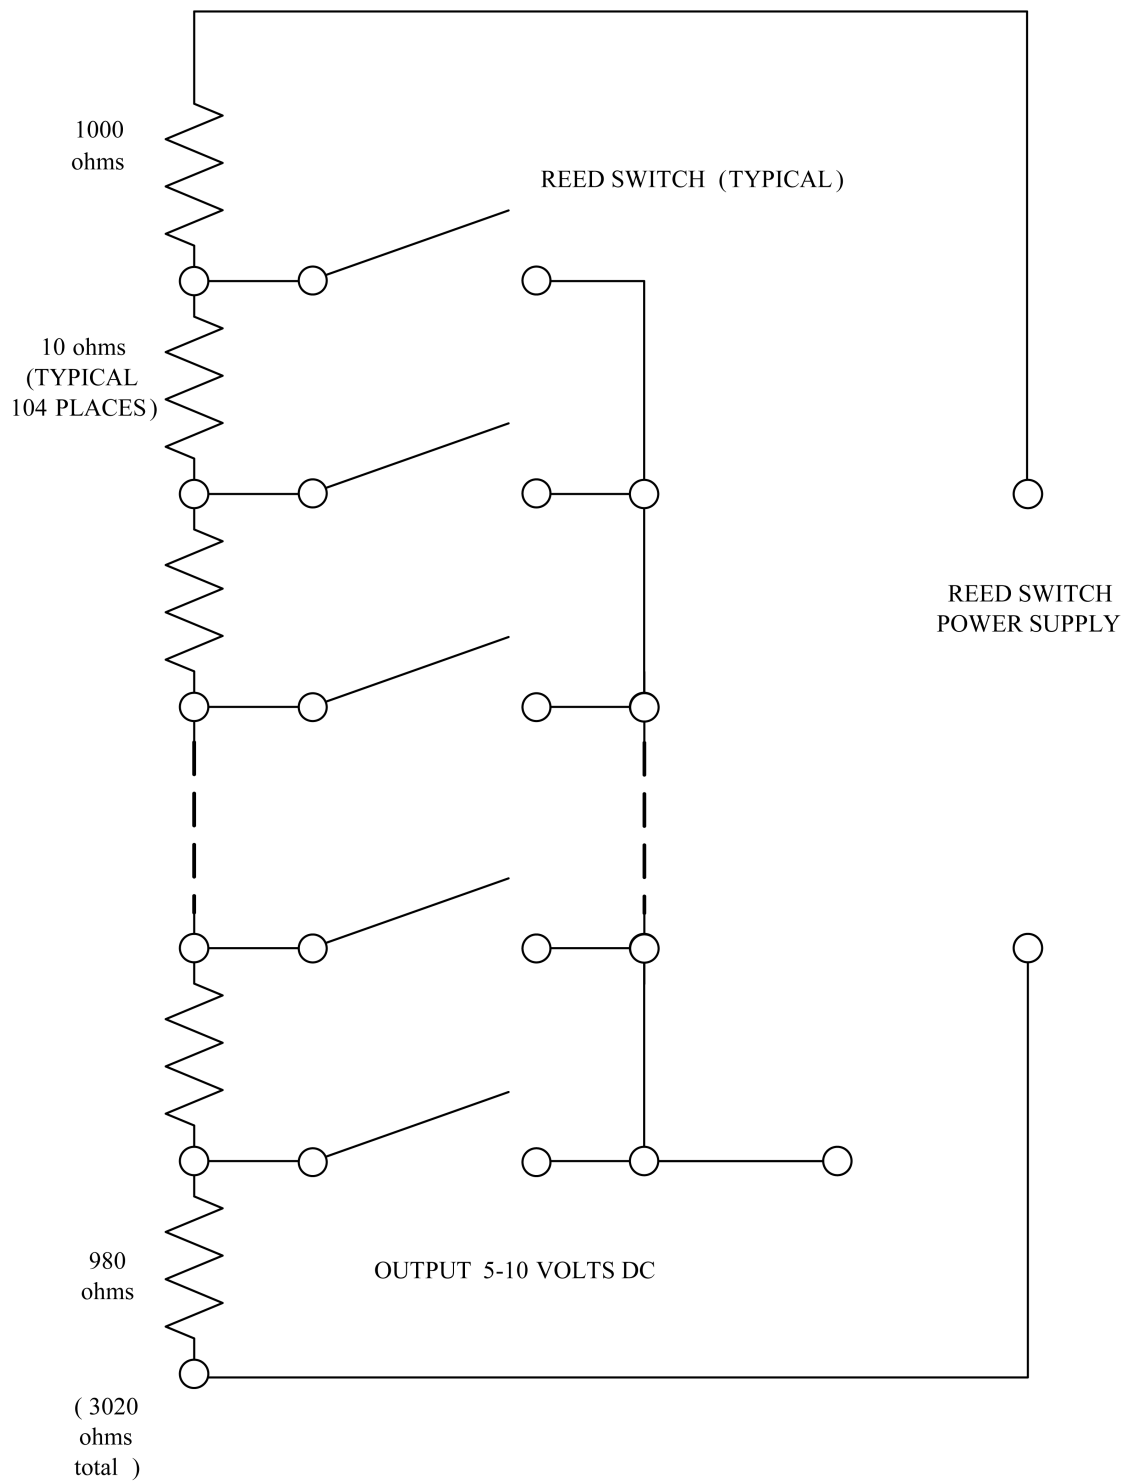 1000
ohms
REED SWITCH (TYPICAL)
10 ohms
(TYPICAL
104 PLACES)
REED SWITCH
POWER SUPPLY
980
ohms
OUTPUT 5-10 VOLTS DC
( 3020
ohms
total )